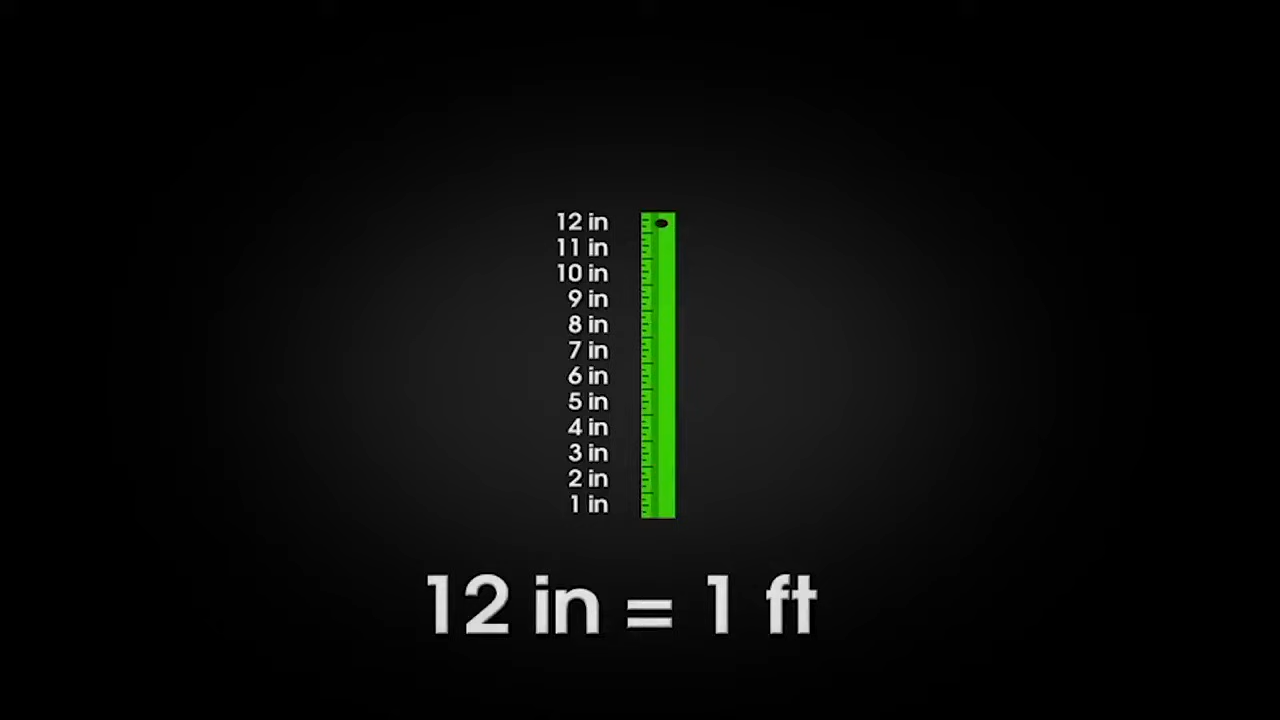 12 in
11 in
10 in
9 in
8 in
7 in
6 in
5 in
4 in
3 in
2 in
1 in
12 in = 1 ft